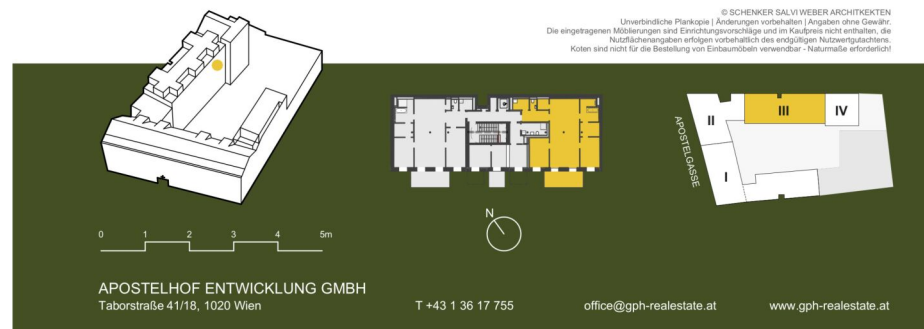 © SCHENKER SALVI WEBER ARCHITKEKTEN
Unverbindliche Plankopie | Änderungen vorbehalten | Angaben ohne Gewähr.
Die eingetragenen Möblierungen sind Einrichtungsvorschläge und im Kaufpreis nicht enthalten, die
Nutzflächenangaben erfolgen vorbehaltlich des endgültigen Nutzwertgutachtens.
Koten sind nicht für die Bestellung von Einbaumöbeln verwendbar - Naturmaße erforderlich!
II
III
IV
I
APOSTELGASSE
N
0 1 2 3 4 5m
APOSTELHOF ENTWICKLUNG GMBH
Taborstraße 41/18, 1020 Wien
T +43 1 36 17 755
office@gph-realestate.at
www.gph-realestate.at